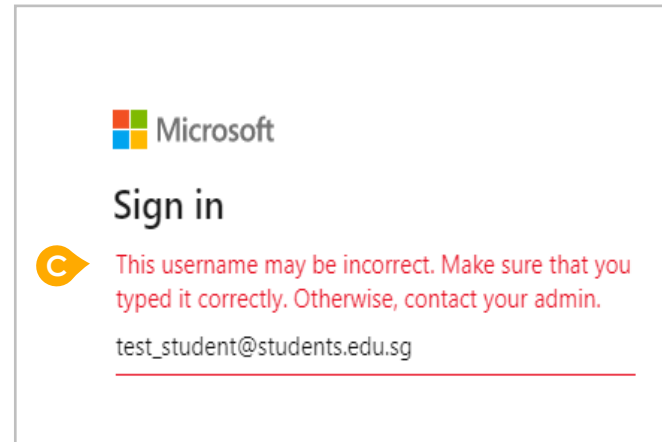 Microsoft
Sign in
C
This username may be incorrect. Make sure that you
typed it correctly. Otherwise, contact your admin.
test_student@students.edu.sg